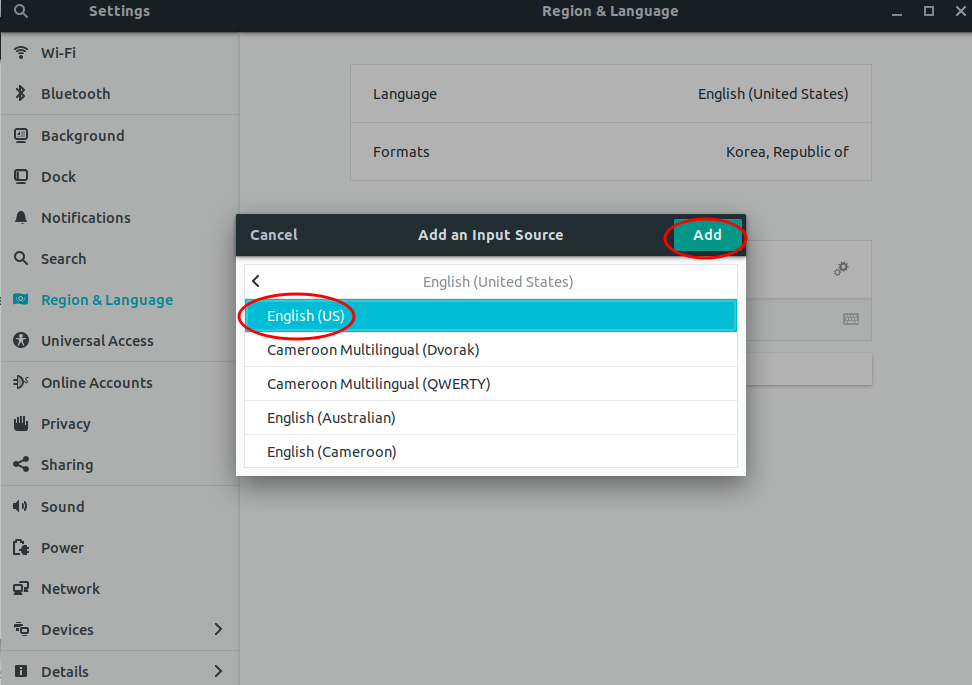 Settings
Region & Language
Wi-Fi
Bluetooth
Background
Dock
Notifications
Search
Region & Language
Universal Access
Online Accounts
Privacy
Sharing
Sound
Power
Network
Devices
Details
Language English (United States)
Formats Korea, Republic of
Cancel Add an Input Source Add
English (United States)
English (US)
Cameroon Multilingual (Dvorak)
Cameroon Multilingual (QWERTY)
English (Australian)
English (Cameroon)